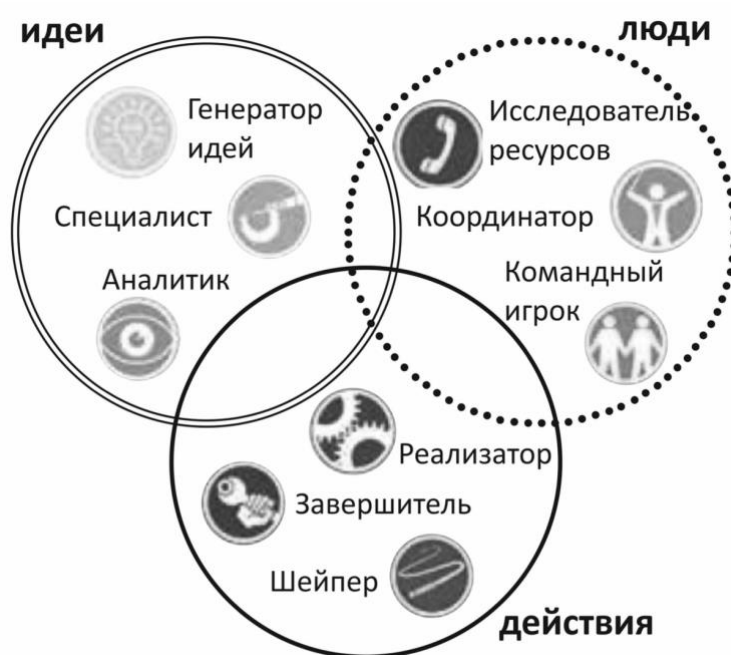 идеи
люди
Генератор
идей
Специалист
Аналитик
Исследователь
ресурсов
Координатор
Командный
игрок
Реализатор
Завершитель
Шейпер
действия